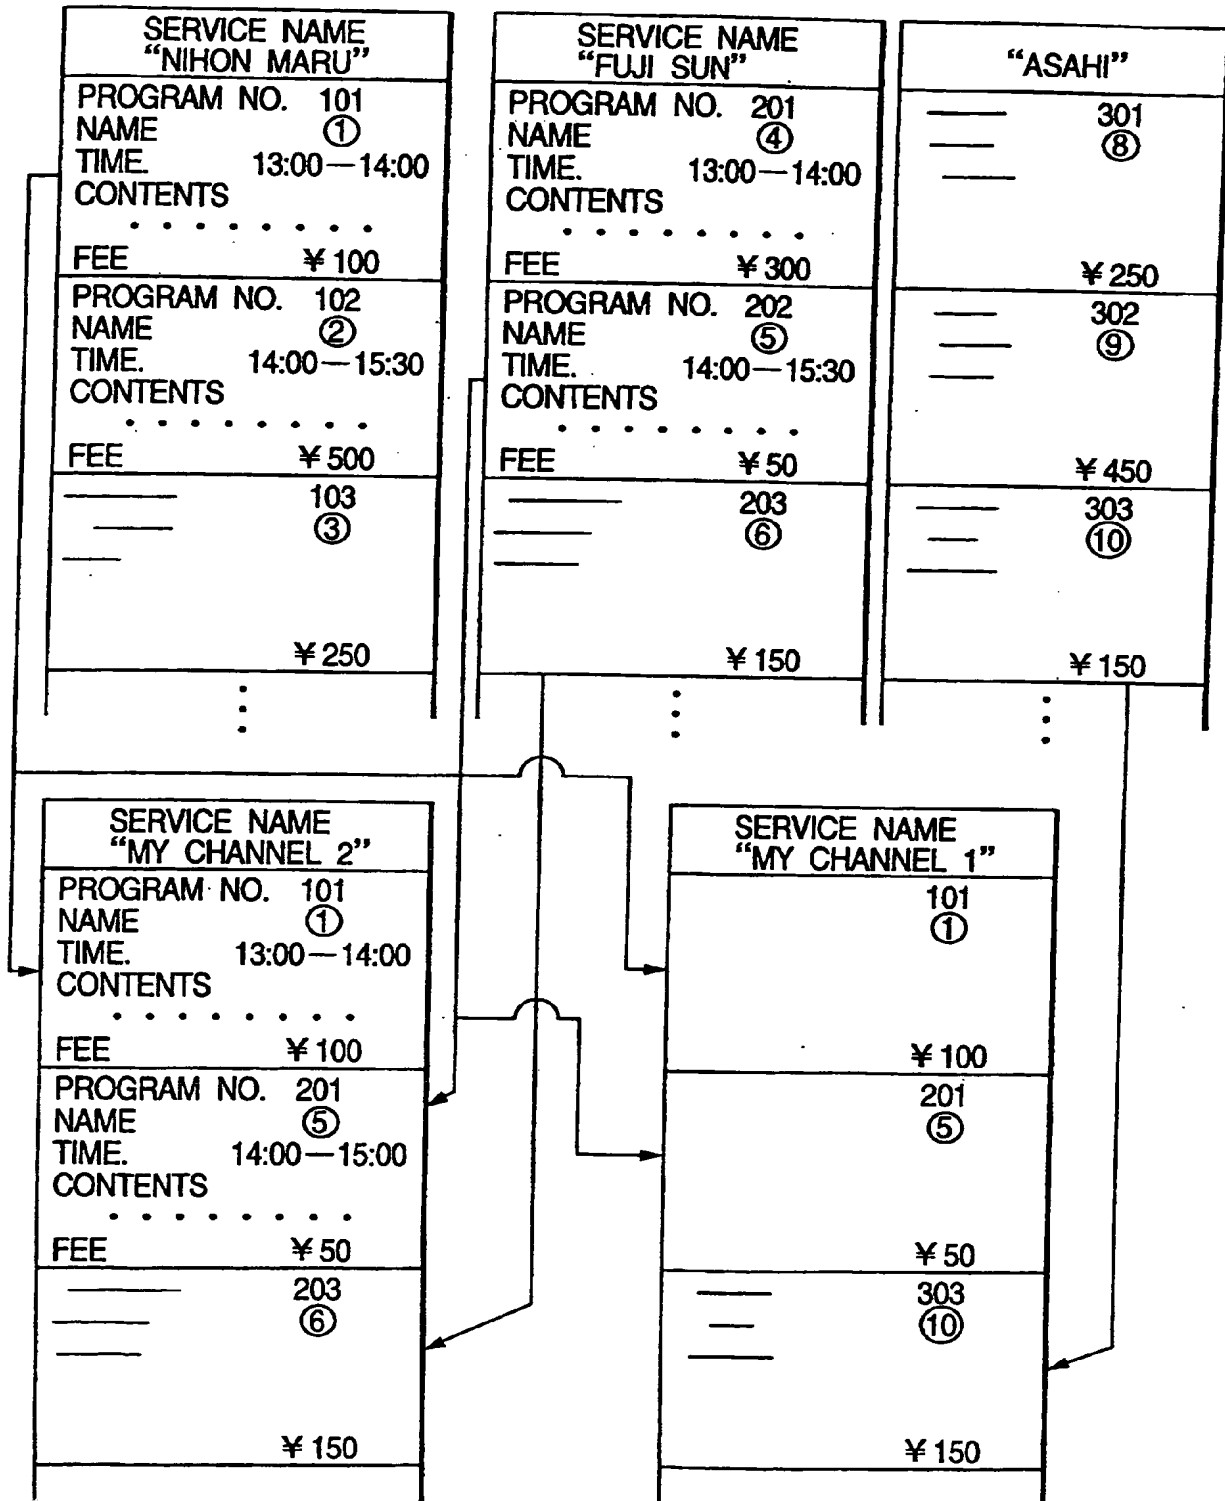 SERVICE NAME
“NIHON MARU”
PROGRAM NO. 101
NAME ①
TIME. 13:00—14:00
CONTENTS
. . . . . . . .
FEE ¥100
PROGRAM NO. 102
NAME ②
TIME. 14:00—15:30
CONTENTS
. . . . . . . .
FEE ¥500
103
③
¥250
SERVICE NAME
“FUJI SUN”
PROGRAM NO. 201
NAME ④
TIME. 13:00—14:00
CONTENTS
. . . . . . . .
FEE ¥300
PROGRAM NO. 202
NAME ⑤
TIME. 14:00—15:30
CONTENTS
. . . . . . . .
FEE ¥50
203
⑥
¥150
“ASAHI”
301
⑧
¥250
302
⑨
¥450
303
⑩
¥150
SERVICE NAME
“MY CHANNEL 2”
PROGRAM NO. 101
NAME ①
TIME. 13:00—14:00
CONTENTS
. . . . . . . .
FEE ¥100
PROGRAM NO. 201
NAME ⑤
TIME. 14:00—15:00
CONTENTS
. . . . . . . .
FEE ¥50
203
⑥
¥150
SERVICE NAME
“MY CHANNEL 1”
101
①
¥100
201
⑤
¥50
303
⑩
¥150